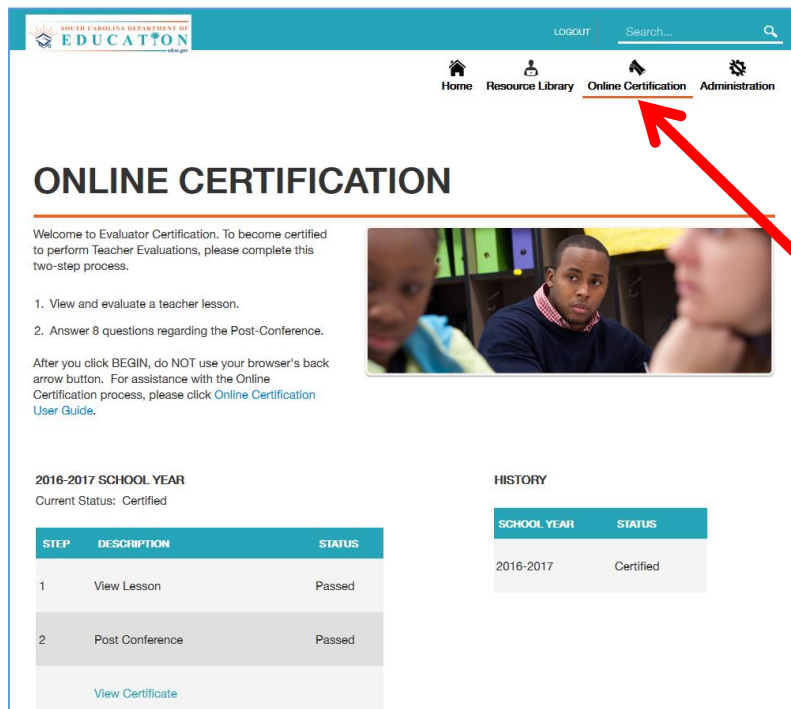 SOUTH CAROLINA DEPARTMENT OF
EDUCATION
ed.sc.gov
LOGOUT Search...
Home Resource Library Online Certification Administration
ONLINE CERTIFICATION
Welcome to Evaluator Certification. To become certified
to perform Teacher Evaluations, please complete this
two-step process.
1. View and evaluate a teacher lesson.
2. Answer 8 questions regarding the Post-Conference.
After you click BEGIN, do NOT use your browser's back
arrow button. For assistance with the Online
Certification process, please click Online Certification
User Guide.
2016-2017 SCHOOL YEAR
Current Status: Certified
STEP DESCRIPTION STATUS
1 View Lesson Passed
2 Post Conference Passed
View Certificate
HISTORY
SCHOOL YEAR STATUS
2016-2017 Certified